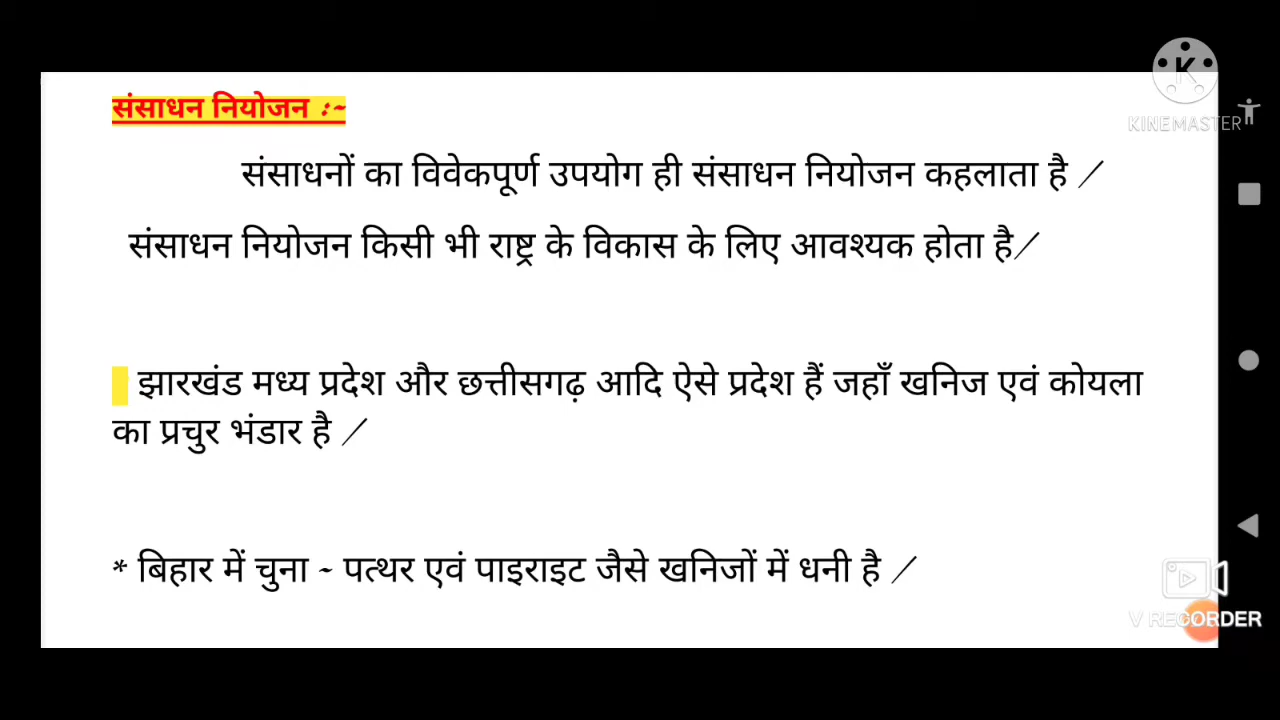 संसाधन नियोजन :~
संसाधनों का विवेकपूर्ण उपयोग ही संसाधन नियोजन कहलाता है /
संसाधन नियोजन किसी भी राष्ट्र के विकास के लिए आवश्यक होता है/
झारखंड मध्य प्रदेश और छत्तीसगढ़ आदि ऐसे प्रदेश हैं जहाँ खनिज एवं कोयला
का प्रचुर भंडार है /
* बिहार में चुना ~ पत्थर एवं पाइराइट जैसे खनिजों में धनी है /
K
KINEMASTER
V RECORDER